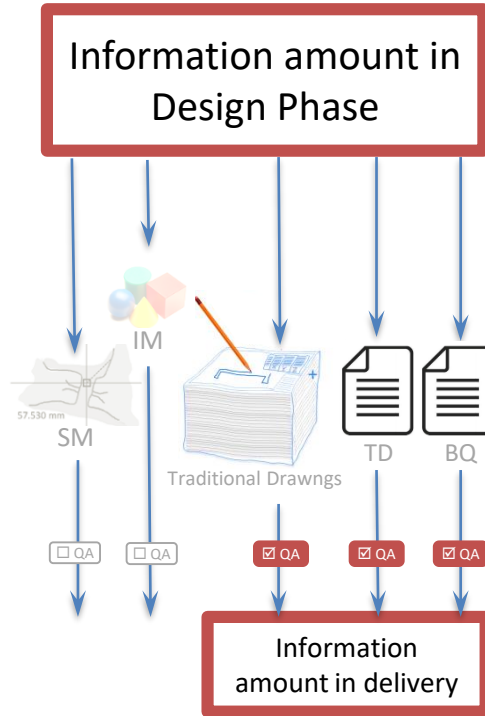 Information amount in
Design Phase
IM
57.530 mm
SM
Traditional Drawngs
TD
BQ
☐ QA
☐ QA
☑ QA
☑ QA
☑ QA
Information
amount in delivery